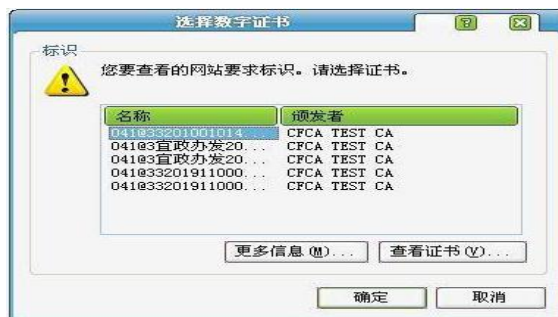 选择数字证书
标识
您要查看的网站要求标识。请选择证书。
名称 颁发者
041@33201001014... CFCA TEST CA
041@3宜政办发20... CFCA TEST CA
041@3宜政办发20... CFCA TEST CA
041@33201911000... CFCA TEST CA
041@33201911000... CFCA TEST CA
更多信息(M)... 查看证书(V)...
确定 取消